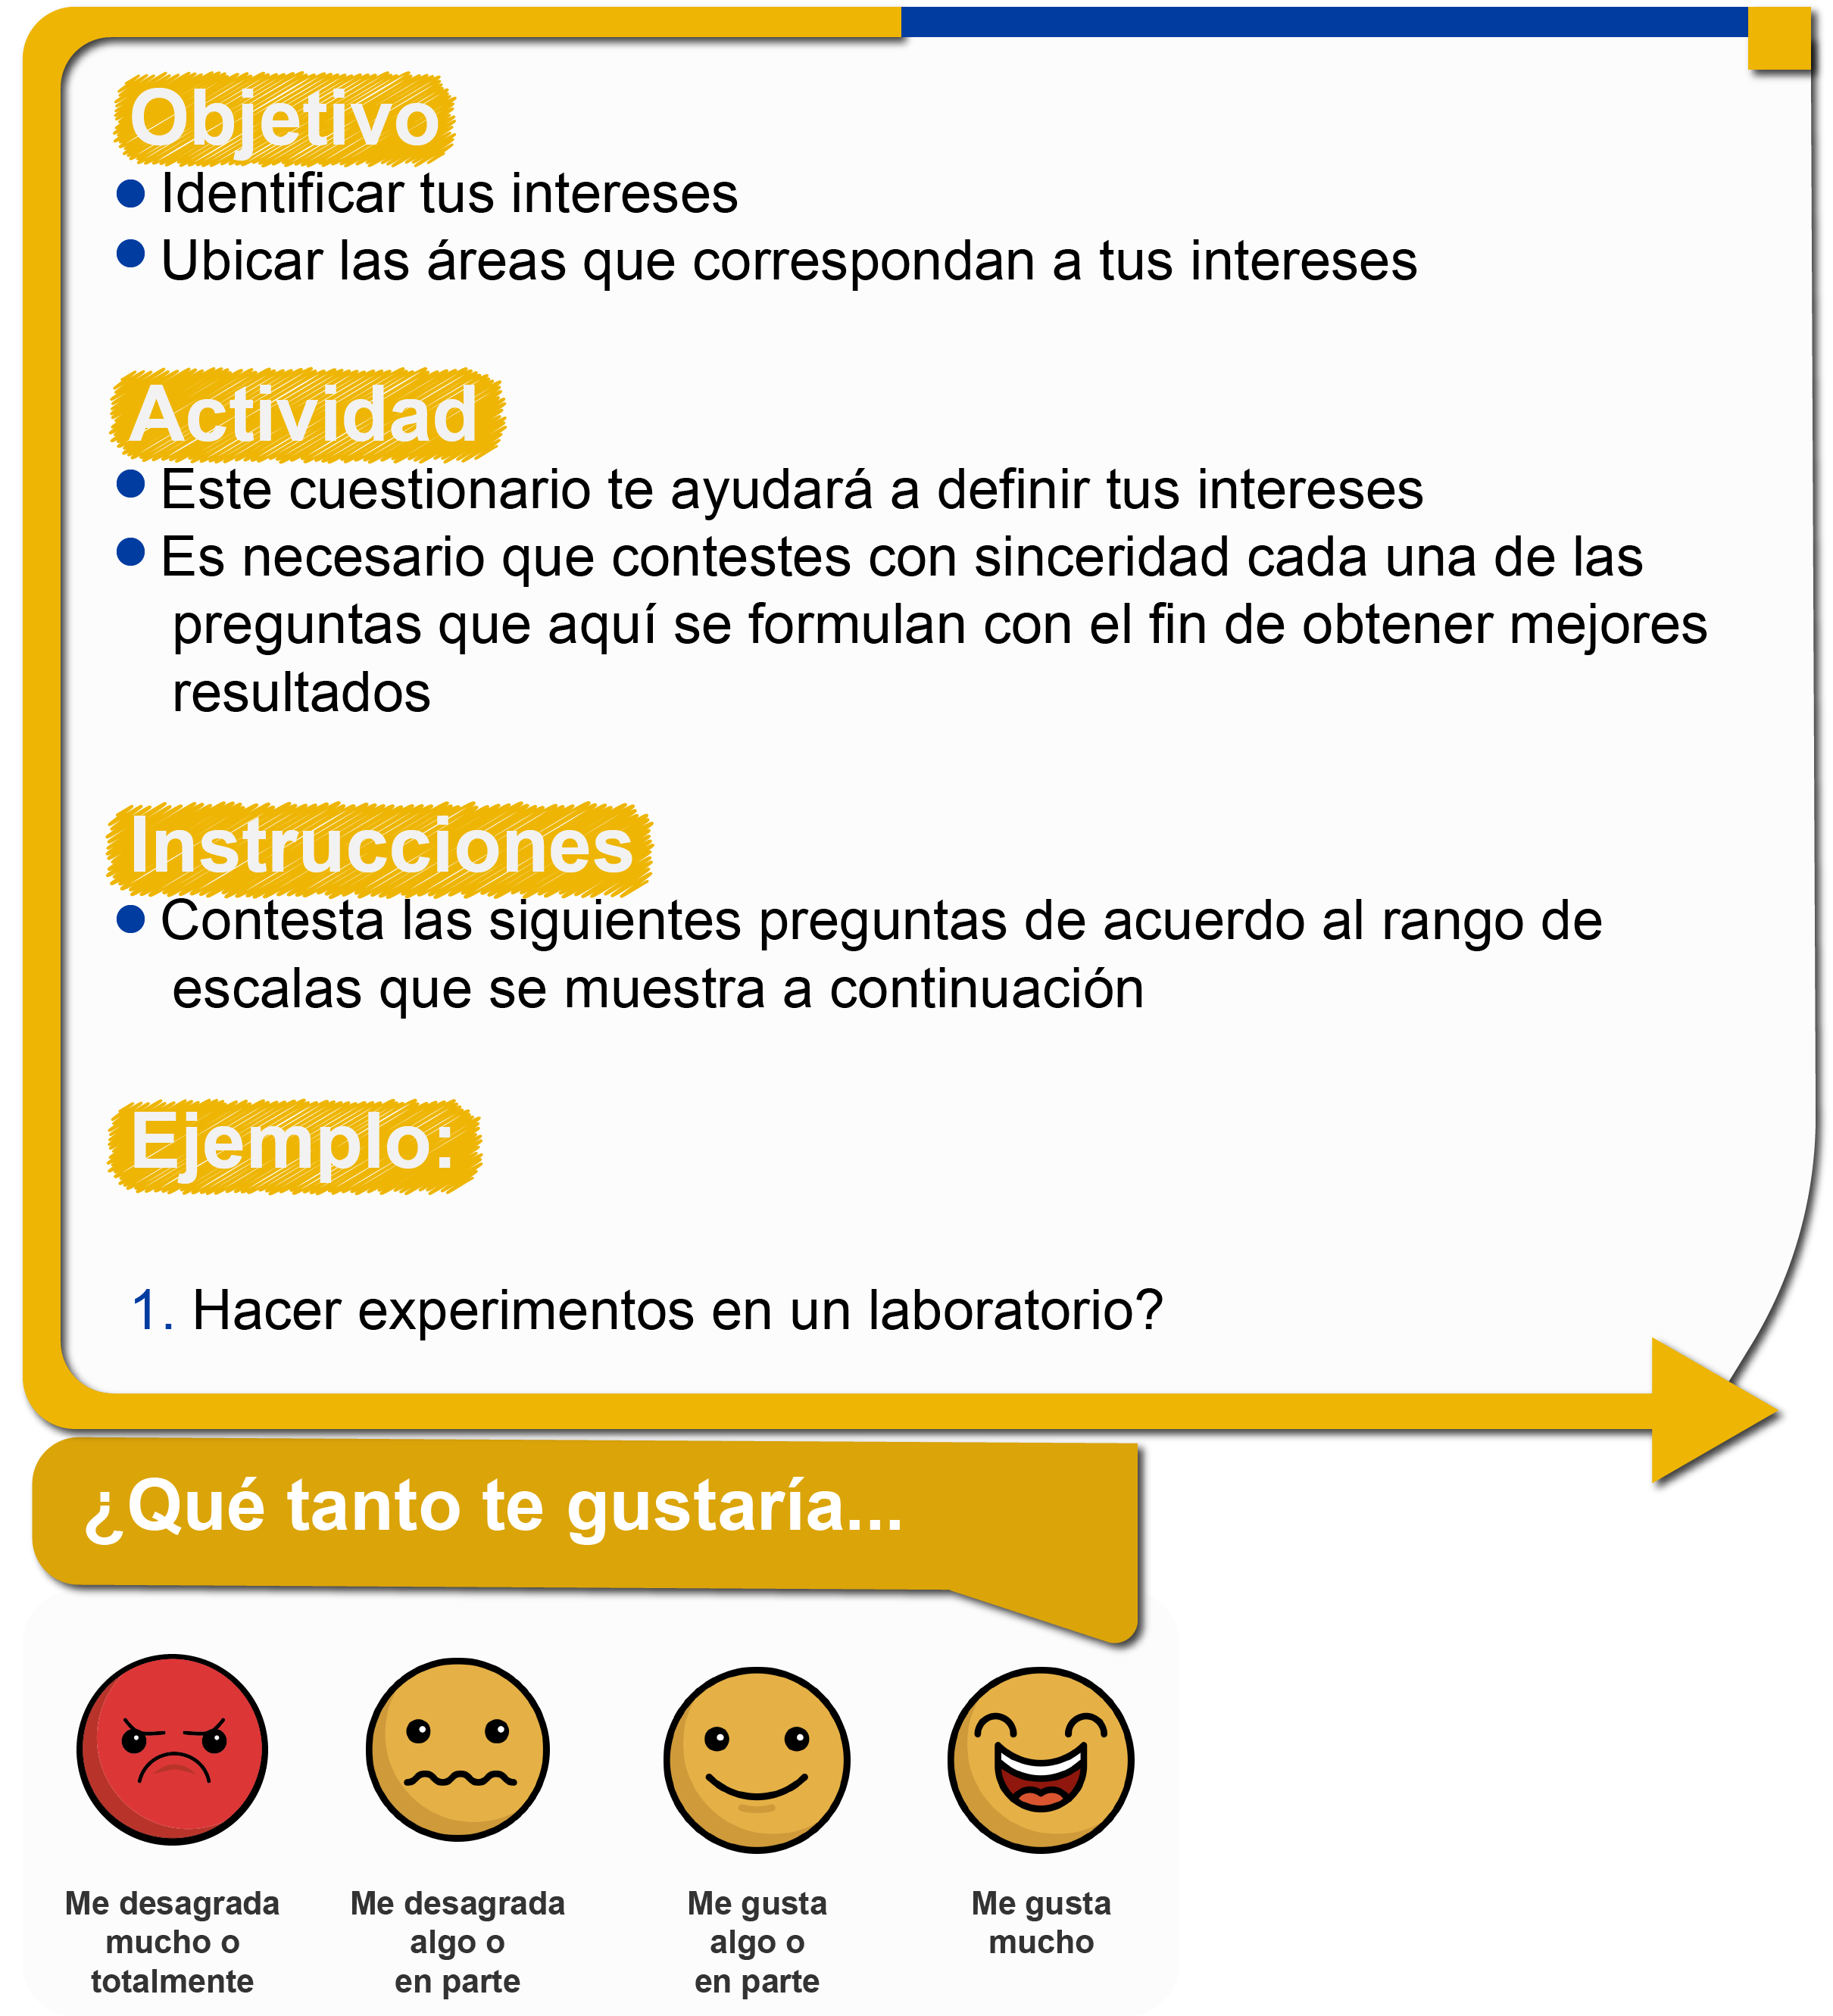 Objetivo
Identificar tus intereses
Ubicar las áreas que correspondan a tus intereses
Actividad
Este cuestionario te ayudará a definir tus intereses
Es necesario que contestes con sinceridad cada una de las
preguntas que aquí se formulan con el fin de obtener mejores
resultados
Instrucciones
Contesta las siguientes preguntas de acuerdo al rango de
escalas que se muestra a continuación
Ejemplo:
1. Hacer experimentos en un laboratorio?
¿Qué tanto te gustaría...
Me desagrada
mucho o
totalmente
Me desagrada
algo o
en parte
Me gusta
algo o
en parte
Me gusta
mucho